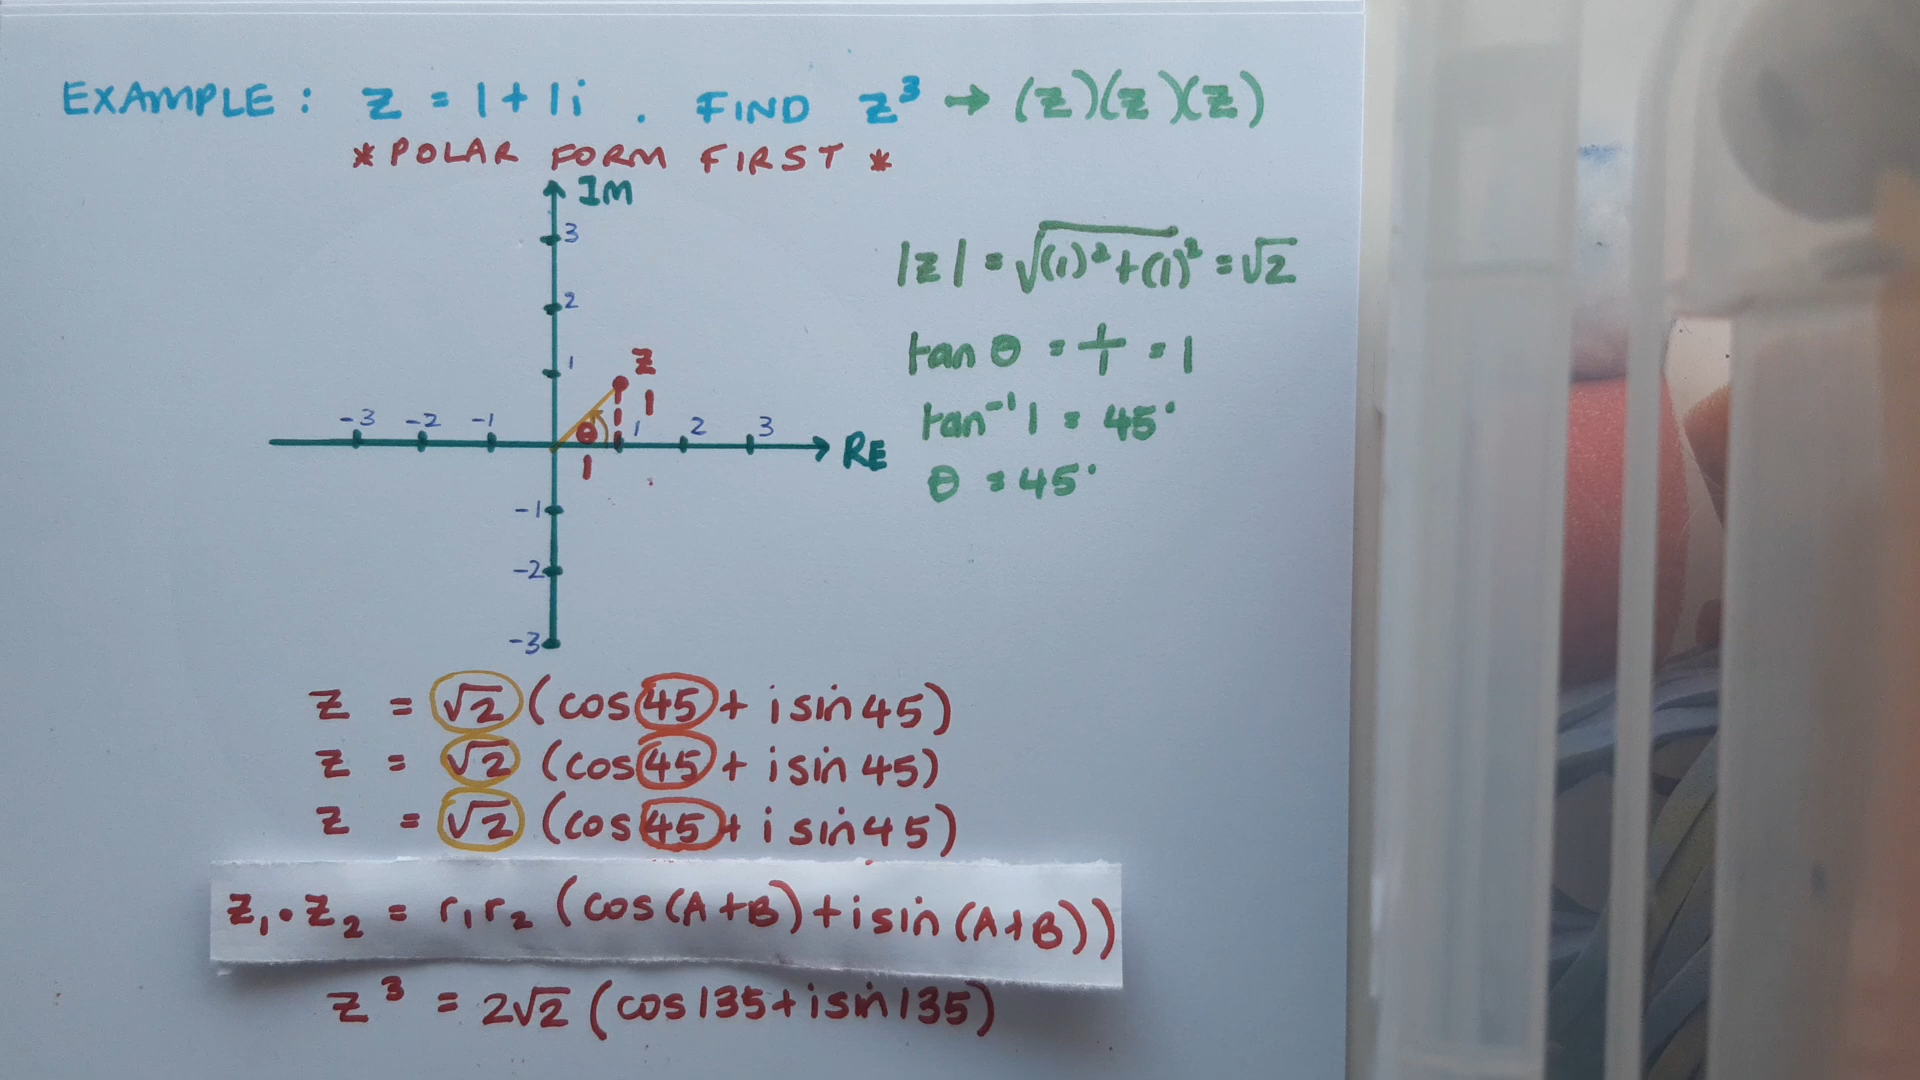 EXAMPLE: z = 1 + 1i . FIND z³ → (z)(z)(z)
* POLAR FORM FIRST *
IM
3
2
1
z
1
-3 -2 -1 θ 1 2 3 RE
1
-1
-2
-3
|z| = √(1)² + (1)² = √2
tan θ = 1/1 = 1
tan⁻¹ 1 = 45°
θ = 45°
z = √2 (cos 45 + i sin 45)
z = √2 (cos 45 + i sin 45)
z = √2 (cos 45 + i sin 45)
z₁ • z₂ = r₁r₂ (cos (A+B) + i sin (A+B))
z³ = 2√2 (cos 135 + i sin 135)